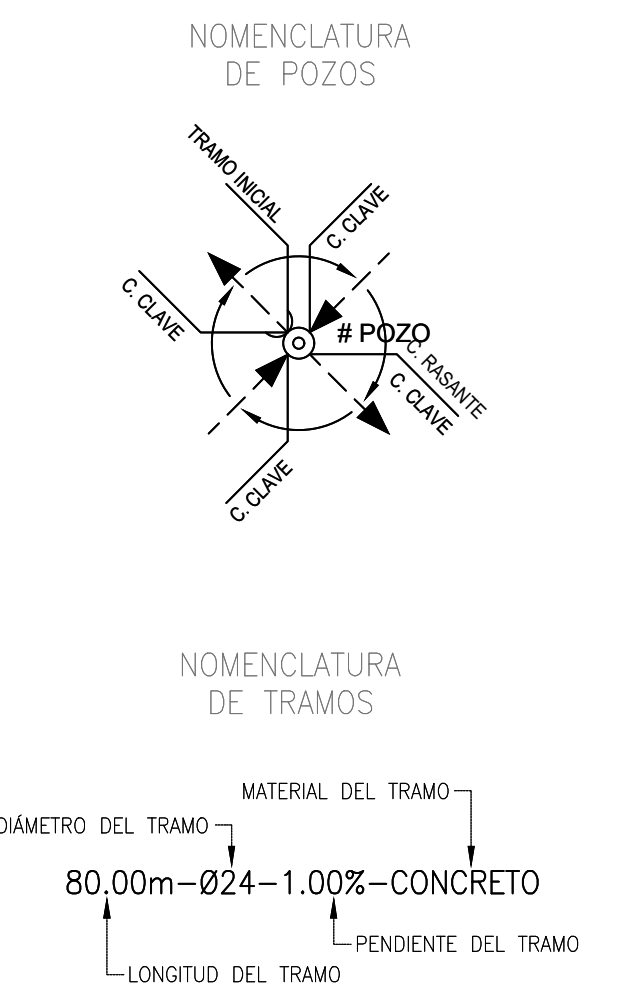 NOMENCLATURA
DE POZOS
TRAMO INICIAL
C. CLAVE
C. CLAVE
# POZO
C. RASANTE
C. CLAVE
C. CLAVE
NOMENCLATURA
DE TRAMOS
MATERIAL DEL TRAMO
DIÁMETRO DEL TRAMO
80.00m-Ø24-1.00%-CONCRETO
PENDIENTE DEL TRAMO
LONGITUD DEL TRAMO